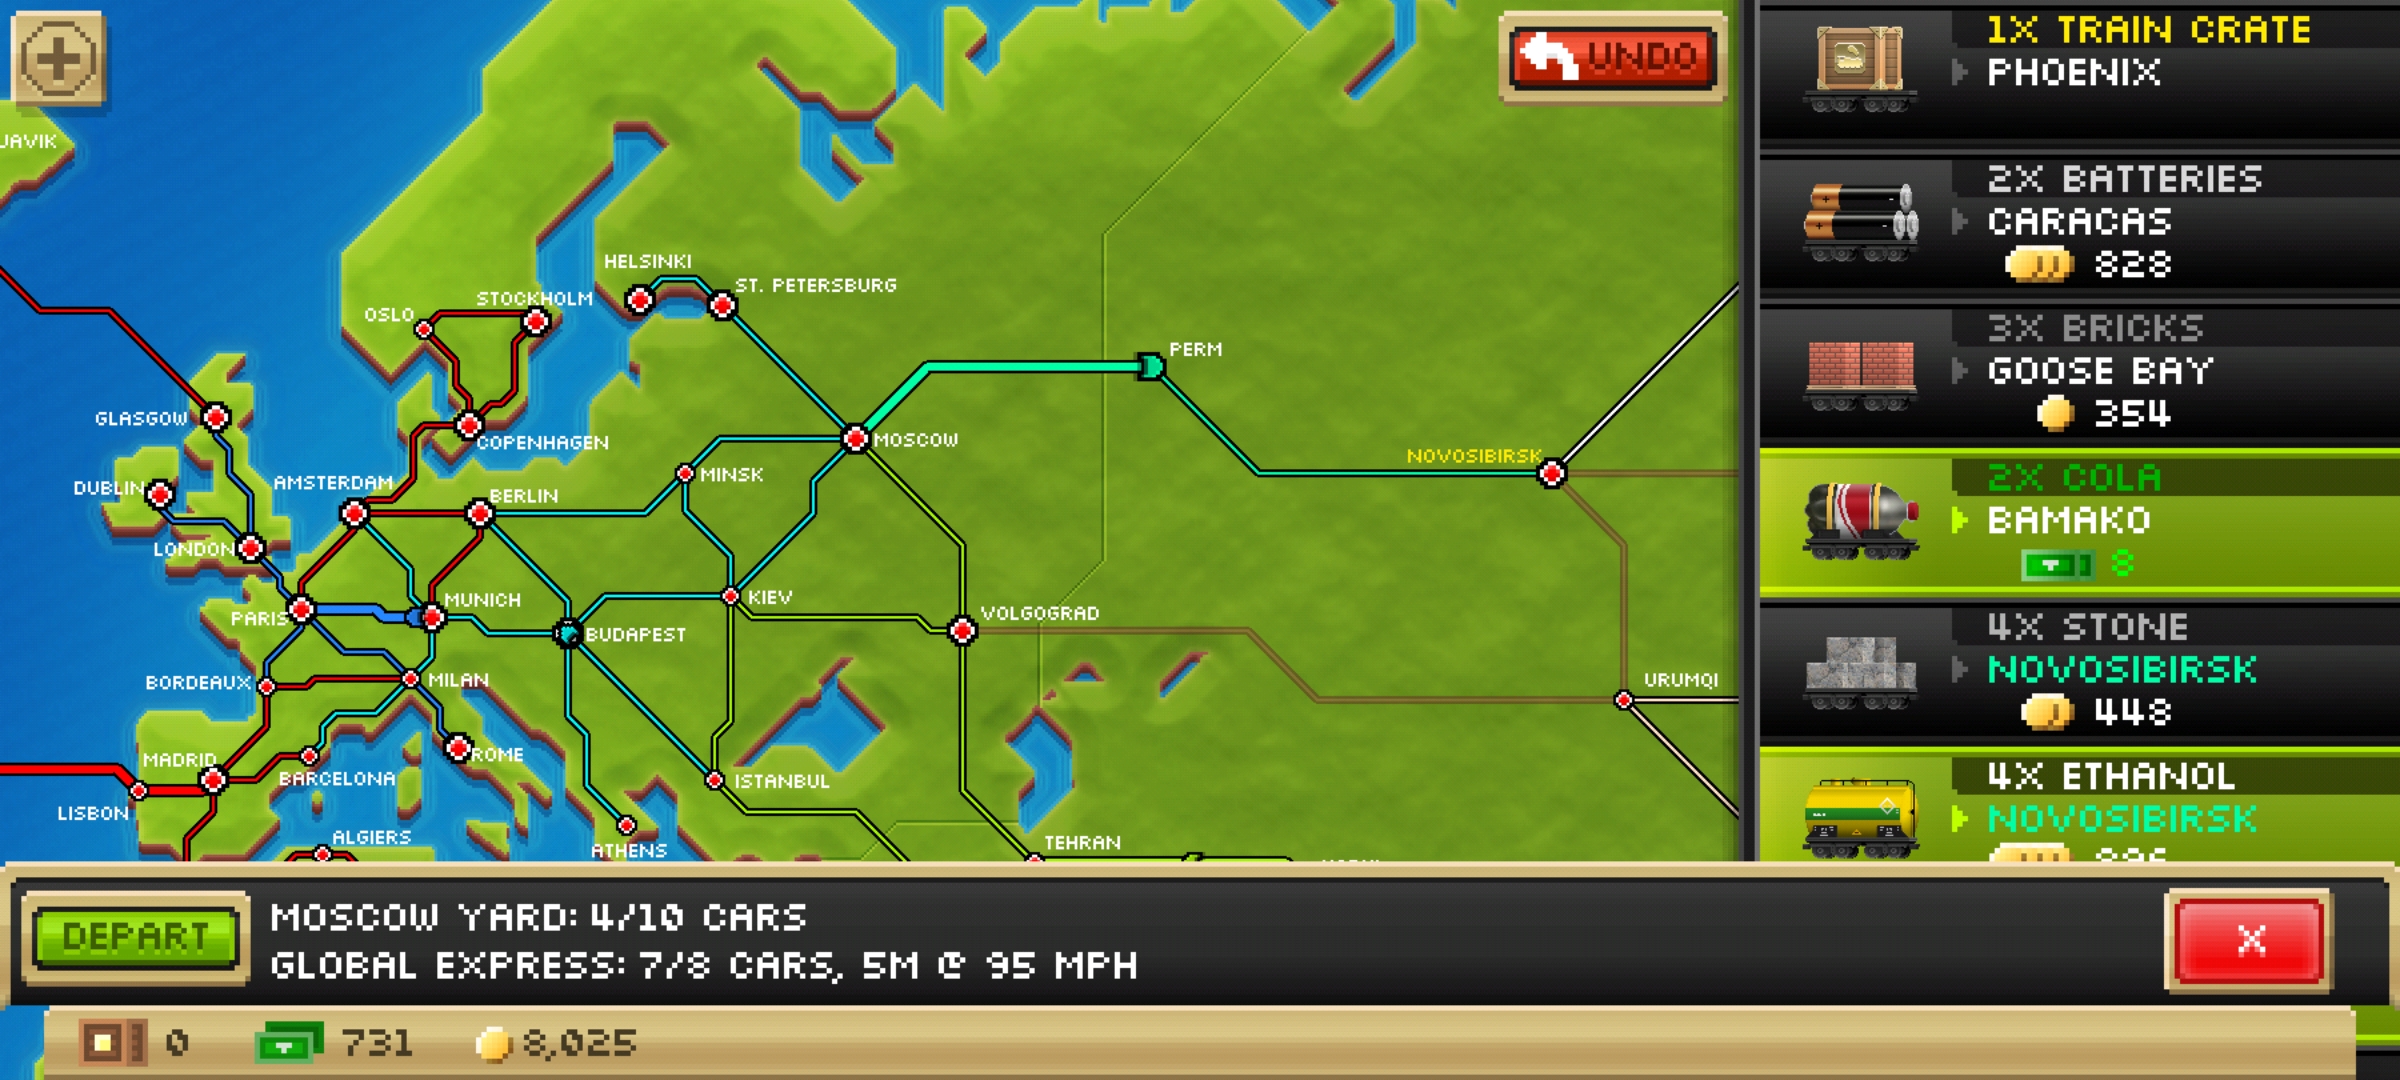 UNDO
JAVIK
HELSINKI
ST. PETERSBURG
STOCKHOLM
OSLO
PERM
GLASGOW
COPENHAGEN
MOSCOW
NOVOSIBIRSK
MINSK
DUBLIN
AMSTERDAM
BERLIN
LONDON
PARIS
MUNICH
KIEV
VOLGOGRAD
BUDAPEST
BORDEAUX
MILAN
URUMQI
MADRID
ROME
BARCELONA
ISTANBUL
LISBON
ALGIERS
ATHENS
TEHRAN
1X TRAIN CRATE
PHOENIX
2X BATTERIES
CARACAS
828
3X BRICKS
GOOSE BAY
354
2X COLA
BAMAKO
8
4X STONE
NOVOSIBIRSK
448
4X ETHANOL
NOVOSIBIRSK
DEPART
MOSCOW YARD: 4/10 CARS
GLOBAL EXPRESS: 7/8 CARS, 5M @ 95 MPH
X
0
731
8,025